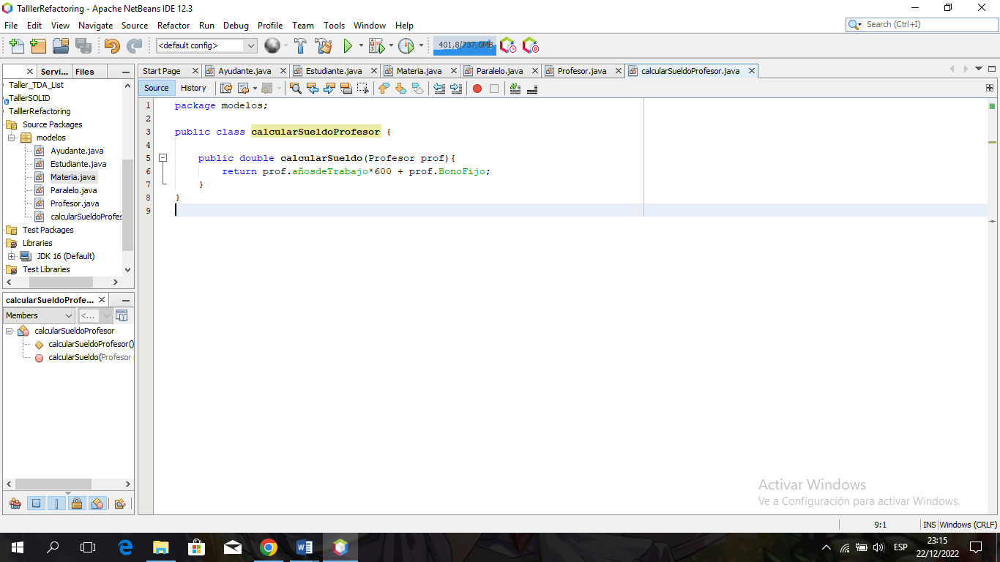 TalllerRefactoring - Apache NetBeans IDE 12.3
File Edit View Navigate Source Refactor Run Debug Profile Team Tools Window Help
Search (Ctrl+I)
<default config>
401,8/737,0MB
Servi... Files
Start Page Ayudante.java Estudiante.java Materia.java Paralelo.java Profesor.java calcularSueldoProfesor.java
Source History
Taller_TDA_List
TallerSOLID
TalllerRefactoring
Source Packages
modelos
Ayudante.java
Estudiante.java
Materia.java
Paralelo.java
Profesor.java
calcularSueldoProfes
Test Packages
Libraries
JDK 16 (Default)
Test Libraries
1 package modelos;
2
3 public class calcularSueldoProfesor {
4
5 public double calcularSueldo(Profesor prof){
6 return prof.añosdeTrabajo*600 + prof.BonoFijo;
7 }
8 }
9
calcularSueldoProfe...
Members <...
calcularSueldoProfesor
calcularSueldoProfesor()
calcularSueldo(Profesor
Activar Windows
Ve a Configuración para activar Windows.
9:1 INS Windows (CRLF)
ESP
23:15
22/12/2022